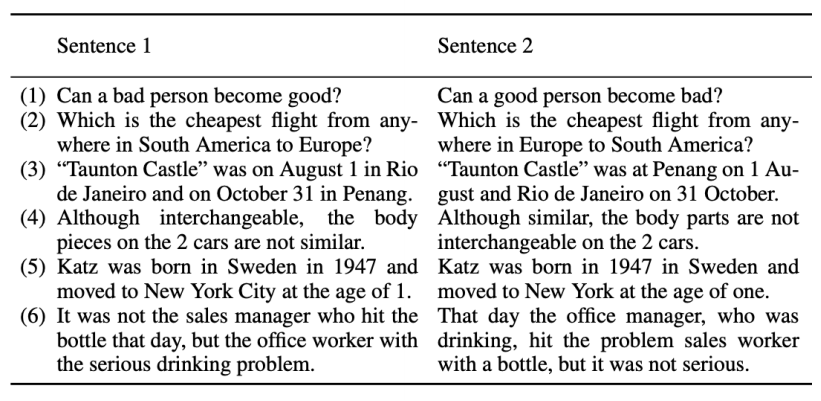 Sentence 1 Sentence 2
(1) Can a bad person become good? Can a good person become bad?
(2) Which is the cheapest flight from any- Which is the cheapest flight from any-
where in South America to Europe? where in Europe to South America?
(3) “Taunton Castle” was on August 1 in Rio “Taunton Castle” was at Penang on 1 Au-
de Janeiro and on October 31 in Penang. gust and Rio de Janeiro on 31 October.
(4) Although interchangeable, the body Although similar, the body parts are not
pieces on the 2 cars are not similar. interchangeable on the 2 cars.
(5) Katz was born in Sweden in 1947 and Katz was born in 1947 in Sweden and
moved to New York City at the age of 1. moved to New York at the age of one.
(6) It was not the sales manager who hit the That day the office manager, who was
bottle that day, but the office worker with drinking, hit the problem sales worker
the serious drinking problem. with a bottle, but it was not serious.